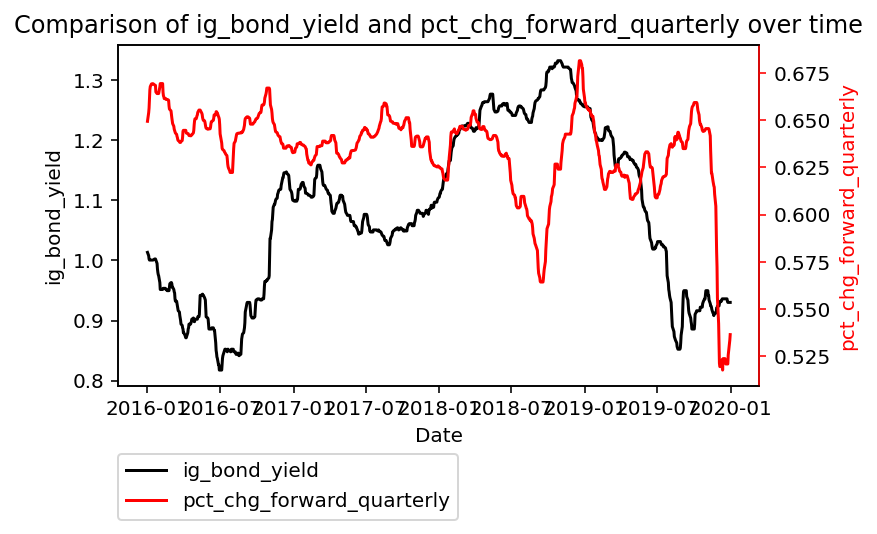 Comparison of ig_bond_yield and pct_chg_forward_quarterly over time
ig_bond_yield
1.3
1.2
1.1
1.0
0.9
0.8
0.675
0.650
0.625
0.600
0.575
0.550
0.525
pct_chg_forward_quarterly
2016-01 2016-07 2017-01 2017-07 2018-01 2018-07 2019-01 2019-07 2020-01
Date
ig_bond_yield
pct_chg_forward_quarterly